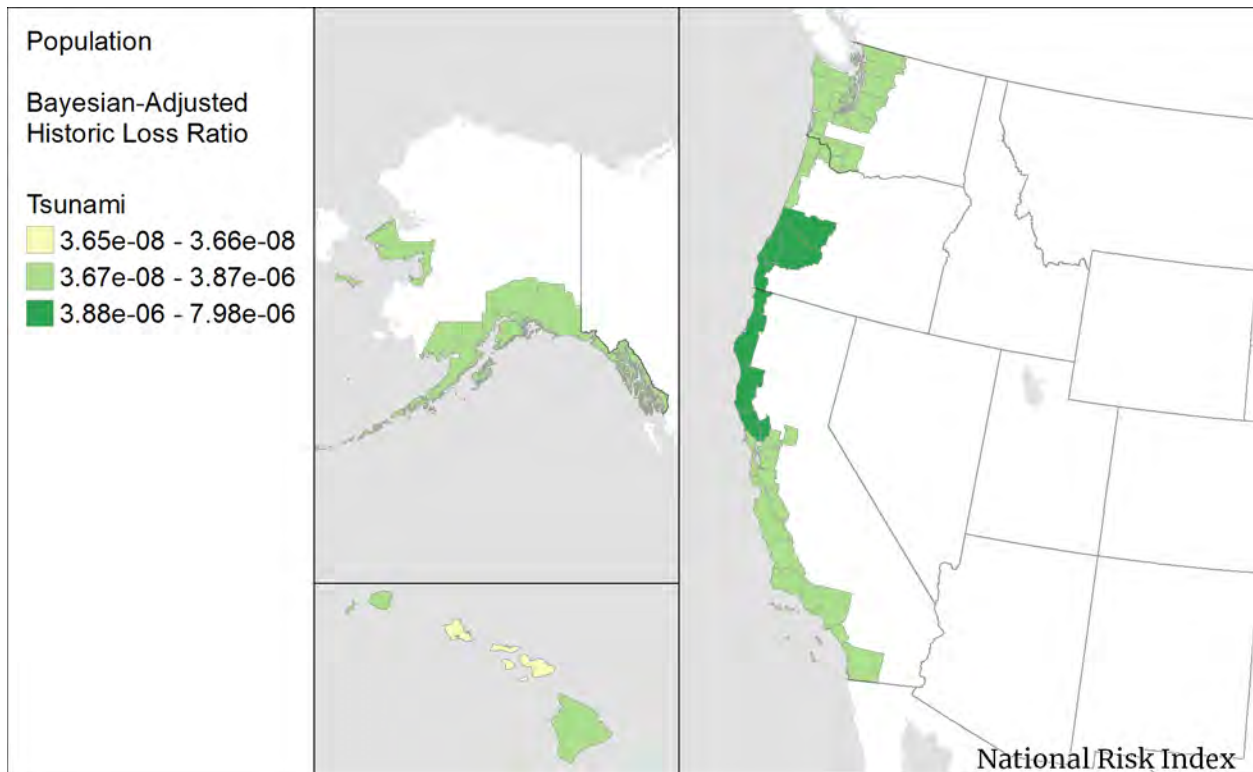 Population
Bayesian-Adjusted
Historic Loss Ratio
Tsunami
3.65e-08 - 3.66e-08
3.67e-08 - 3.87e-06
3.88e-06 - 7.98e-06
National Risk Index